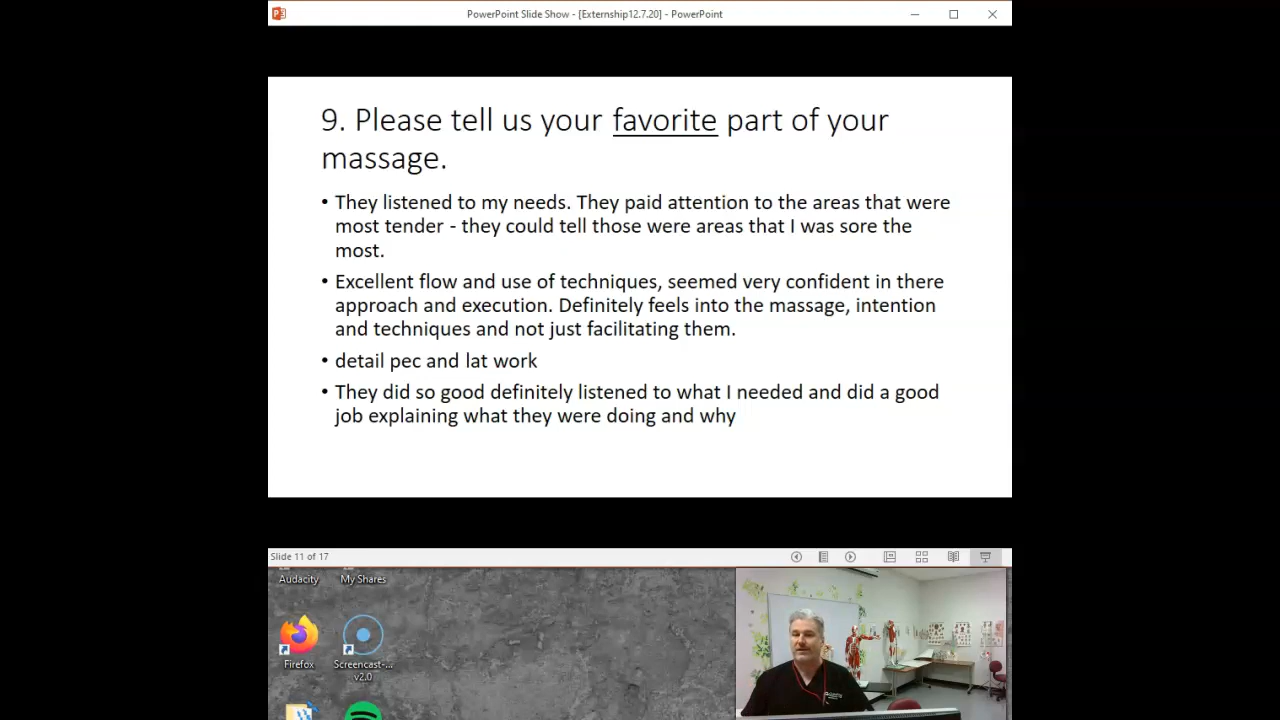 PowerPoint Slide Show - [Externship12.7.20] - PowerPoint
9. Please tell us your favorite part of your
massage.
• They listened to my needs. They paid attention to the areas that were
most tender - they could tell those were areas that I was sore the
most.
• Excellent flow and use of techniques, seemed very confident in there
approach and execution. Definitely feels into the massage, intention
and techniques and not just facilitating them.
• detail pec and lat work
• They did so good definitely listened to what I needed and did a good
job explaining what they were doing and why
Slide 11 of 17
Audacity
My Shares
Firefox
Screencast-...
v2.0